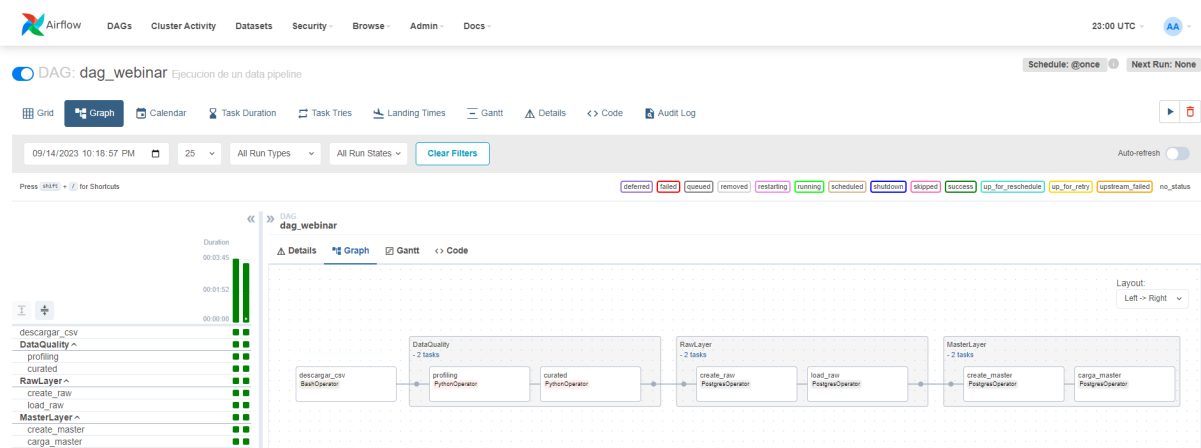 Airflow DAGs Cluster Activity Datasets Security Browse Admin Docs 23:00 UTC AA
DAG: dag_webinar Ejecucion de un data pipeline Schedule: @once Next Run: None
Grid Graph Calendar Task Duration Task Tries Landing Times Gantt Details Code Audit Log
09/14/2023 10:18:57 PM 25 All Run Types All Run States Clear Filters Auto-refresh
Press shift + / for Shortcuts deferred failed queued removed restarting running scheduled shutdown skipped success up_for_reschedule up_for_retry upstream_failed no_status
DAG
dag_webinar
Duration
00:03:45
00:01:52
00:00:00
Details Graph Gantt Code
Layout:
Left -> Right
descargar_csv
DataQuality
profiling
curated
RawLayer
create_raw
load_raw
MasterLayer
create_master
carga_master
descargar_csv
BashOperator
DataQuality
- 2 tasks
profiling
PythonOperator
curated
PythonOperator
RawLayer
- 2 tasks
create_raw
PostgresOperator
load_raw
PostgresOperator
MasterLayer
- 2 tasks
create_master
PostgresOperator
carga_master
PostgresOperator